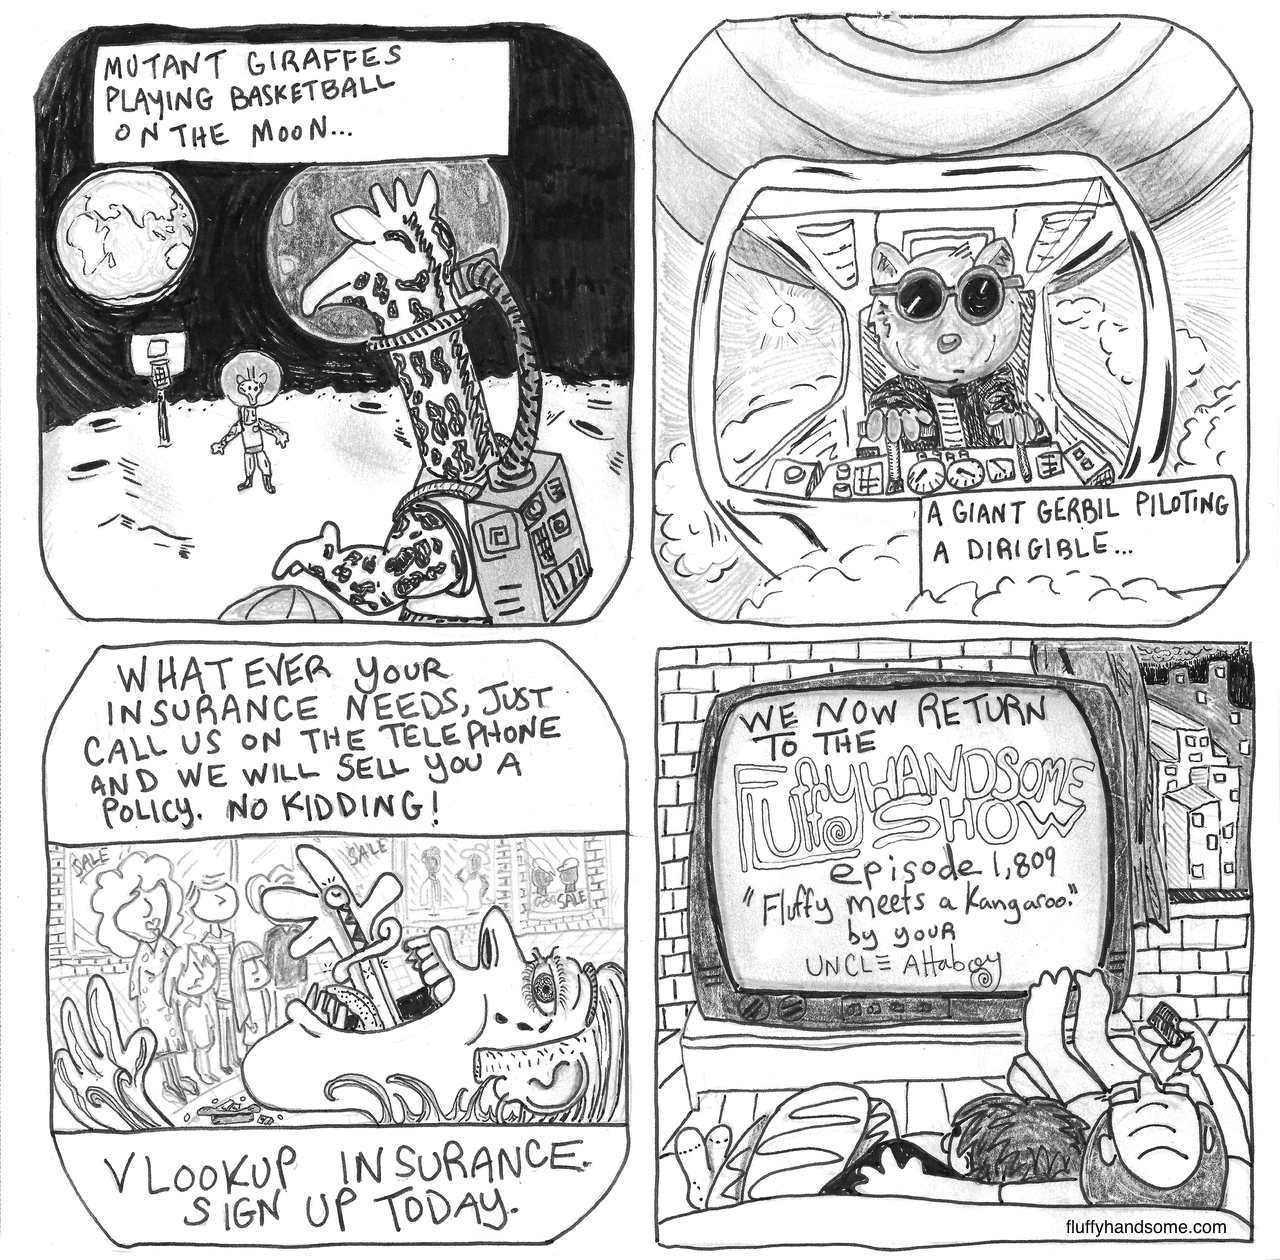 MUTANT GIRAFFES
PLAYING BASKETBALL
ON THE MOON...
A GIANT GERBIL PILOTING
A DIRIGIBLE...
WHATEVER YOUR
INSURANCE NEEDS, JUST
CALL US ON THE TELEPHONE
AND WE WILL SELL YOU A
POLICY. NO KIDDING!
SALE
SALE
SALE
VLOOKUP INSURANCE.
SIGN UP TODAY.
WE NOW RETURN
TO THE
FluffyHANDSOME
SHOW
episode 1,809
"Fluffy meets a Kangaroo."
by your
UNCLE Attaboy
fluffyhandsome.com